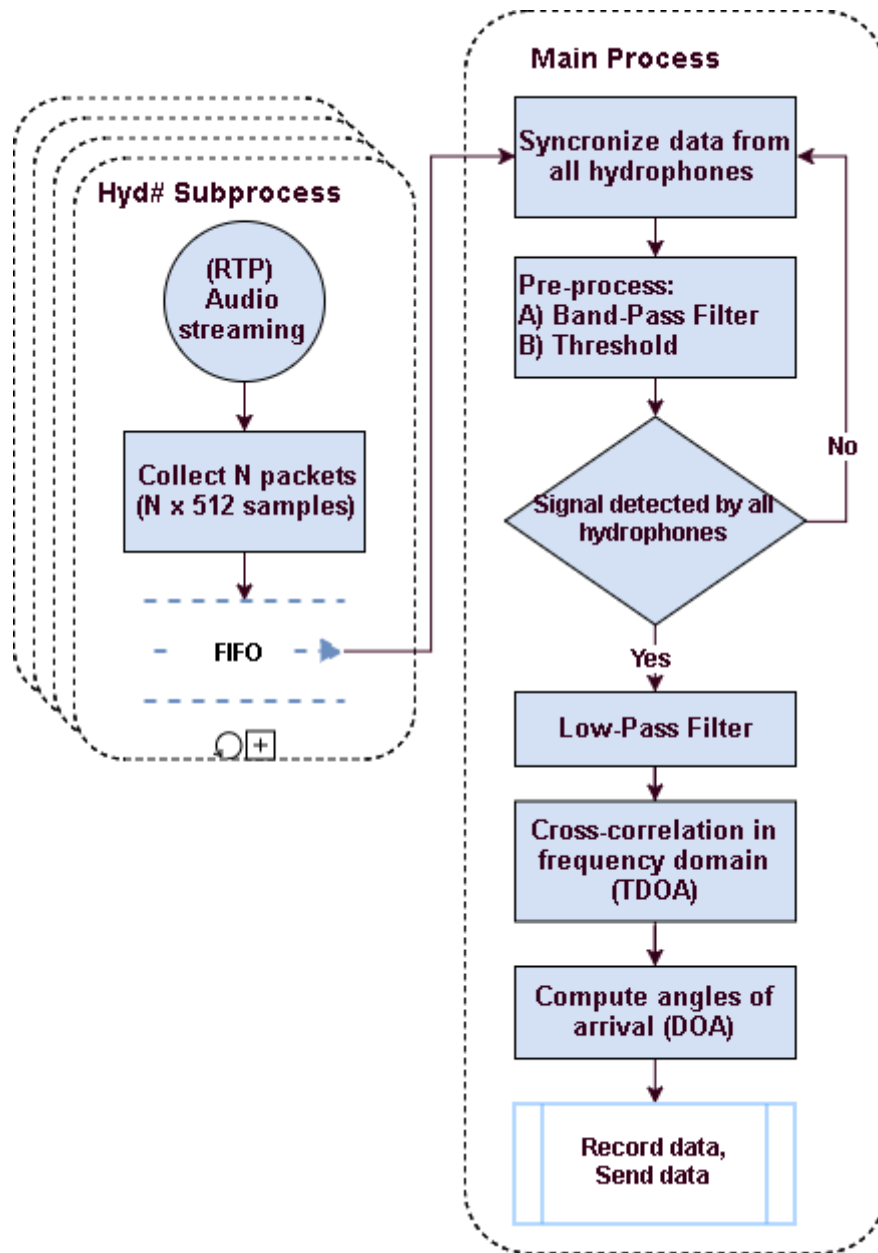 Hyd# Subprocess
(RTP)
Audio
streaming
Collect N packets
(N x 512 samples)
FIFO
Main Process
Syncronize data from
all hydrophones
Pre-process:
A) Band-Pass Filter
B) Threshold
Signal detected by all
hydrophones
No
Yes
Low-Pass Filter
Cross-correlation in
frequency domain
(TDOA)
Compute angles of
arrival (DOA)
Record data,
Send data